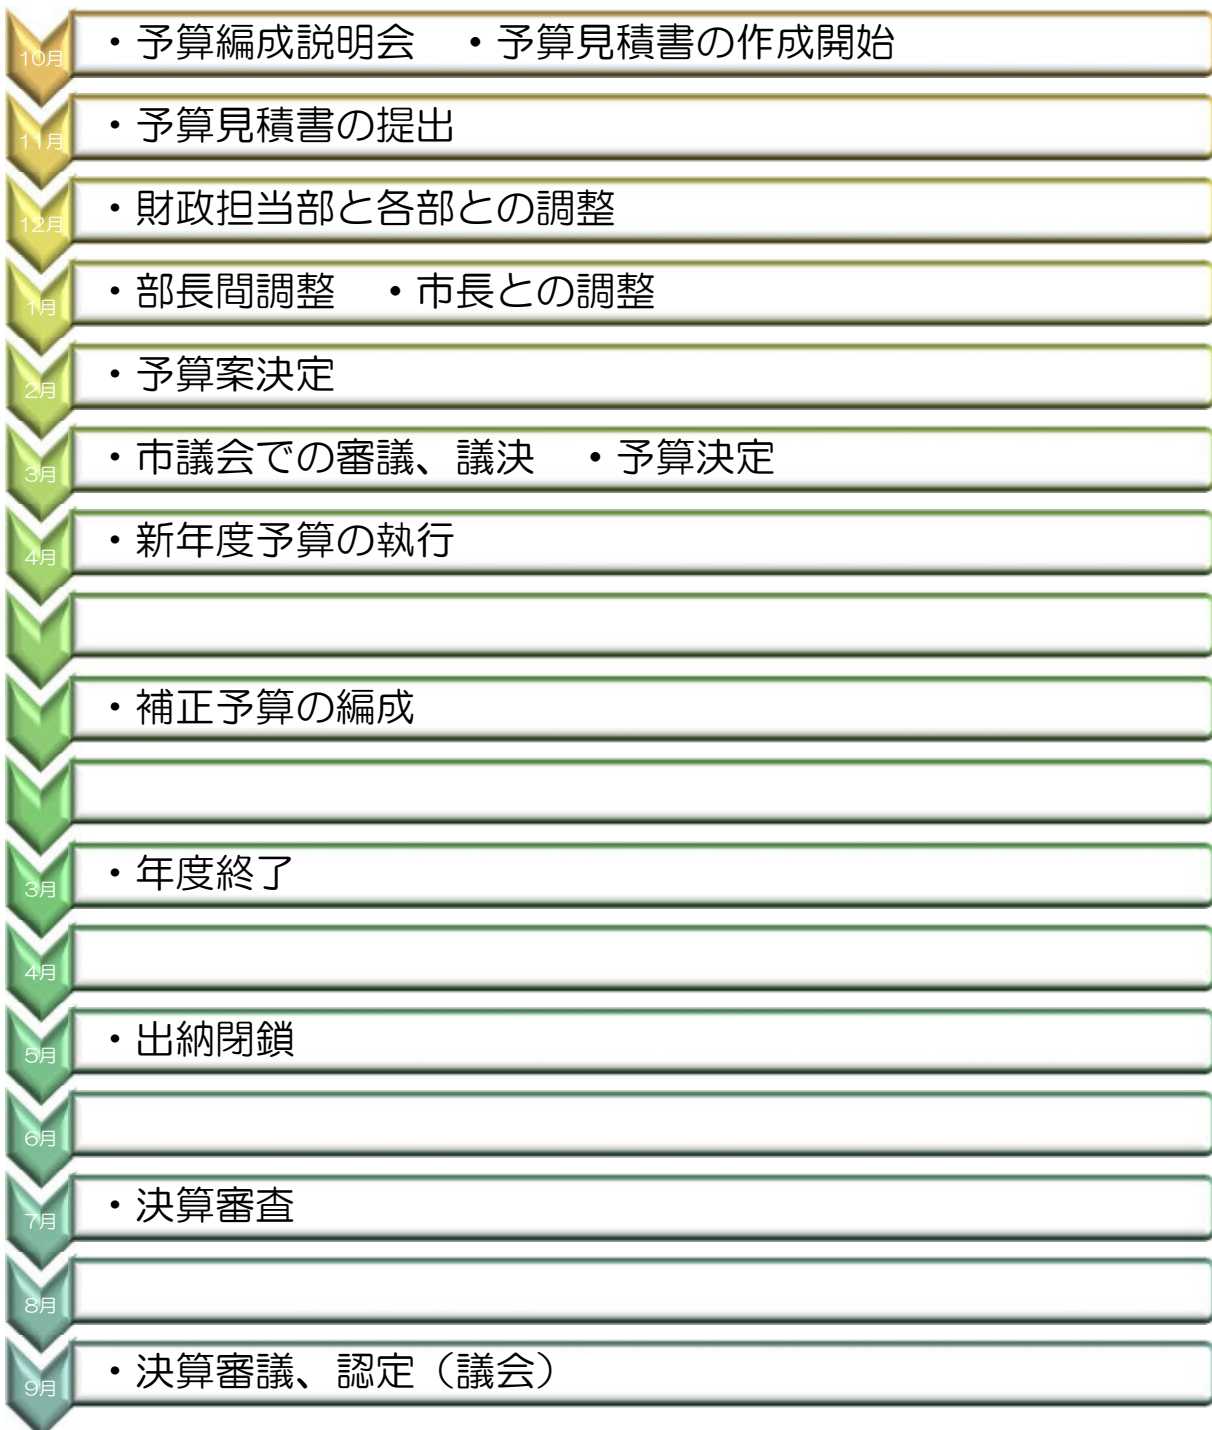 10月
・予算編成説明会　・予算見積書の作成開始
11月
・予算見積書の提出
12月
・財政担当部と各部との調整
1月
・部長間調整　・市長との調整
2月
・予算案決定
3月
・市議会での審議、議決　・予算決定
4月
・新年度予算の執行
・補正予算の編成
3月
・年度終了
4月
5月
・出納閉鎖
6月
7月
・決算審査
8月
9月
・決算審議、認定（議会）